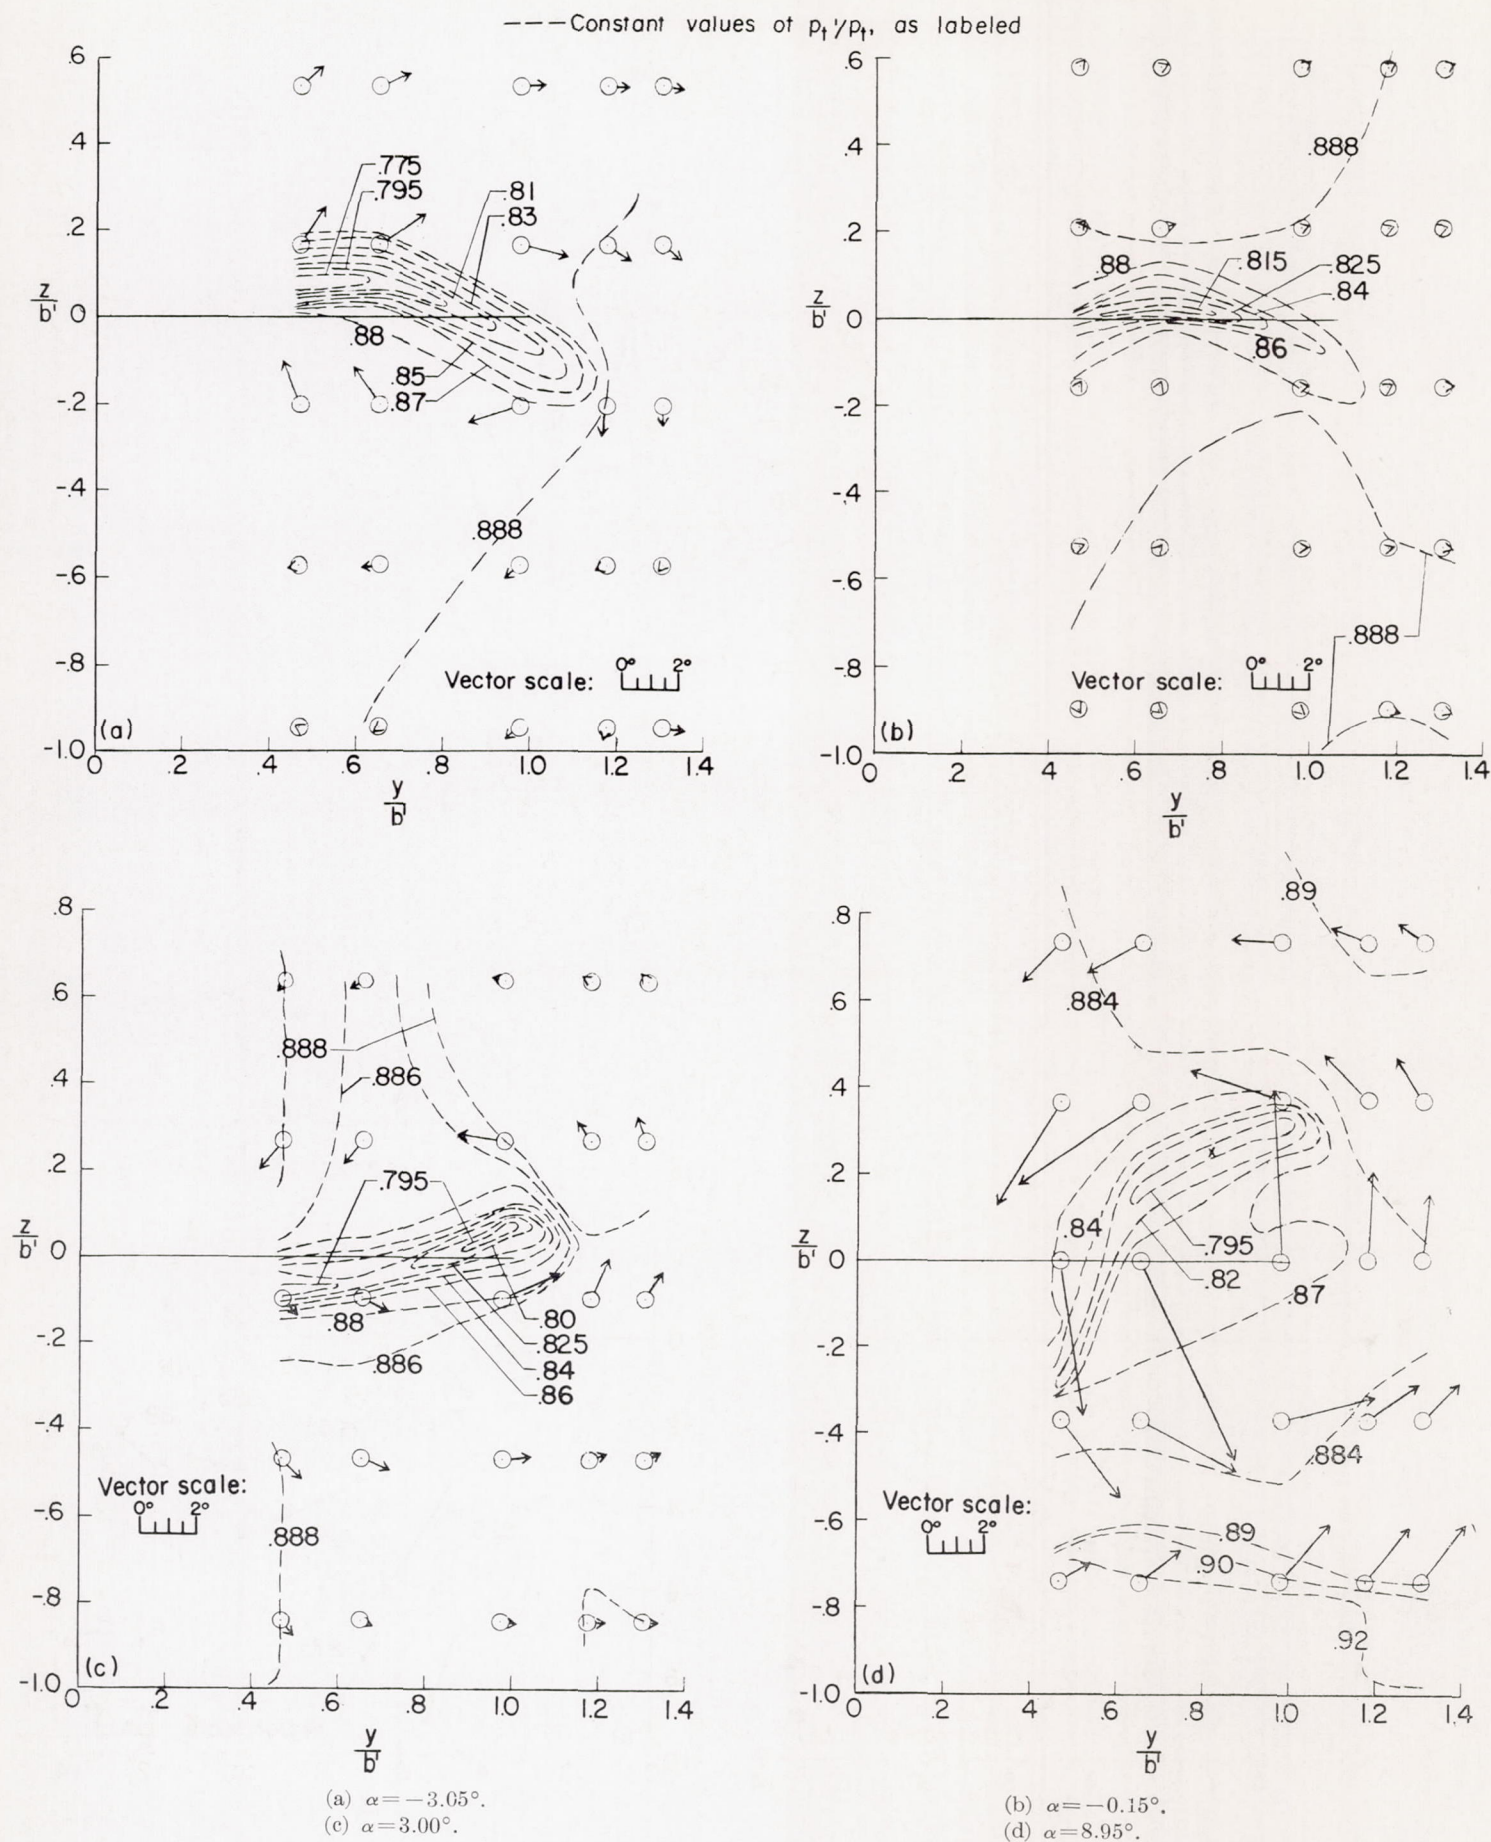 ---Constant values of pt'/pt, as labeled
.6
.4
.2
z/b' 0
-.2
-.4
-.6
-.8
-1.0
.775
.795
.81
.83
.88
.85
.87
.888
Vector scale: 0° 2°
(a)
0 .2 .4 .6 .8 1.0 1.2 1.4
y/b'
.6
.4
.2
z/b' 0
-.2
-.4
-.6
-.8
-1.0
.888
.88
.815
.825
.84
.86
.888
Vector scale: 0° 2°
(b)
0 .2 .4 .6 .8 1.0 1.2 1.4
y/b'
.8
.6
.4
.2
z/b' 0
-.2
-.4
-.6
-.8
-1.0
.888
.886
.795
.88
.80
.825
.84
.86
.886
Vector scale:
0° 2°
.888
(c)
0 .2 .4 .6 .8 1.0 1.2 1.4
y/b'
.8
.6
.4
.2
z/b' 0
-.2
-.4
-.6
-.8
-1.0
.89
.884
.84
.795
.82
.87
.884
Vector scale:
0° 2°
.89
.90
.92
(d)
0 .2 .4 .6 .8 1.0 1.2 1.4
y/b'
(a) α=−3.05°.
(c) α=3.00°.
(b) α=−0.15°.
(d) α=8.95°.